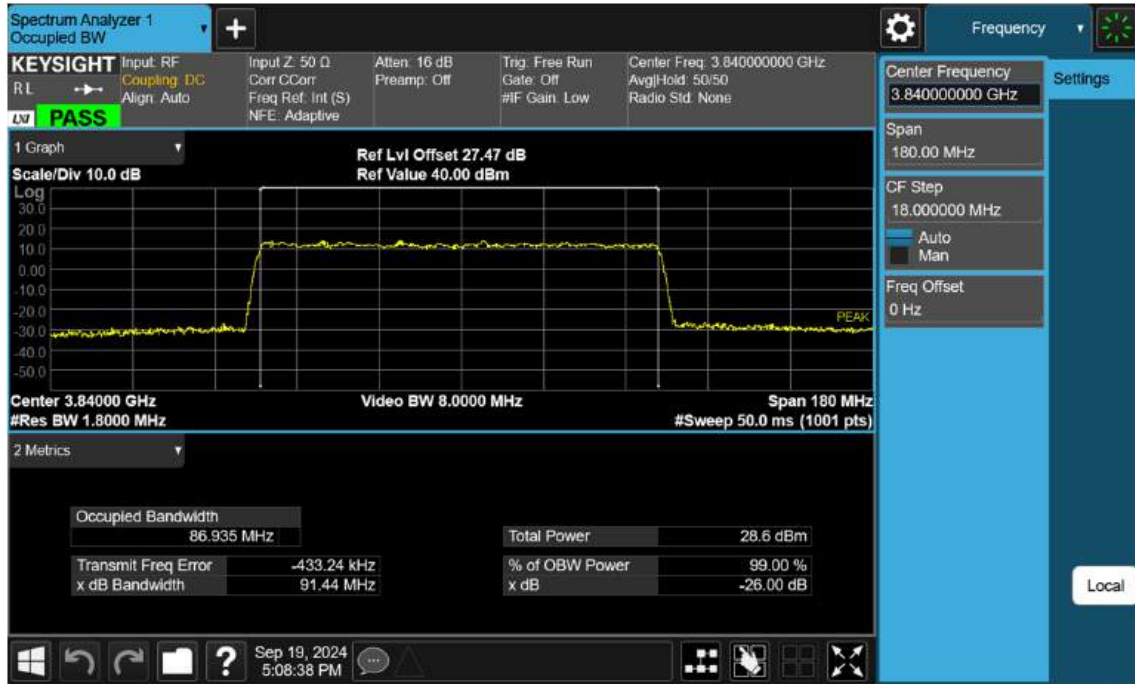 Spectrum Analyzer 1
Occupied BW
+
Frequency
KEYSIGHT
R L
LXI PASS
Input: RF
Coupling: DC
Align: Auto
Input Z: 50 Ω
Corr CCorr
Freq Ref: Int (S)
NFE: Adaptive
Atten: 16 dB
Preamp: Off
Trig: Free Run
Gate: Off
#IF Gain: Low
Center Freq: 3.840000000 GHz
Avg|Hold: 50/50
Radio Std: None
1 Graph
Scale/Div 10.0 dB
Ref Lvl Offset 27.47 dB
Ref Value 40.00 dBm
Log
30.0
20.0
10.0
0.00
-10.0
-20.0
-30.0
-40.0
-50.0
PEAK
Center 3.84000 GHz
#Res BW 1.8000 MHz
Video BW 8.0000 MHz
Span 180 MHz
#Sweep 50.0 ms (1001 pts)
2 Metrics
Occupied Bandwidth
86.935 MHz
Transmit Freq Error -433.24 kHz
x dB Bandwidth 91.44 MHz
Total Power 28.6 dBm
% of OBW Power 99.00 %
x dB -26.00 dB
Center Frequency
3.840000000 GHz
Span
180.00 MHz
CF Step
18.000000 MHz
Auto
Man
Freq Offset
0 Hz
Settings
Local
?
Sep 19, 2024
5:08:38 PM